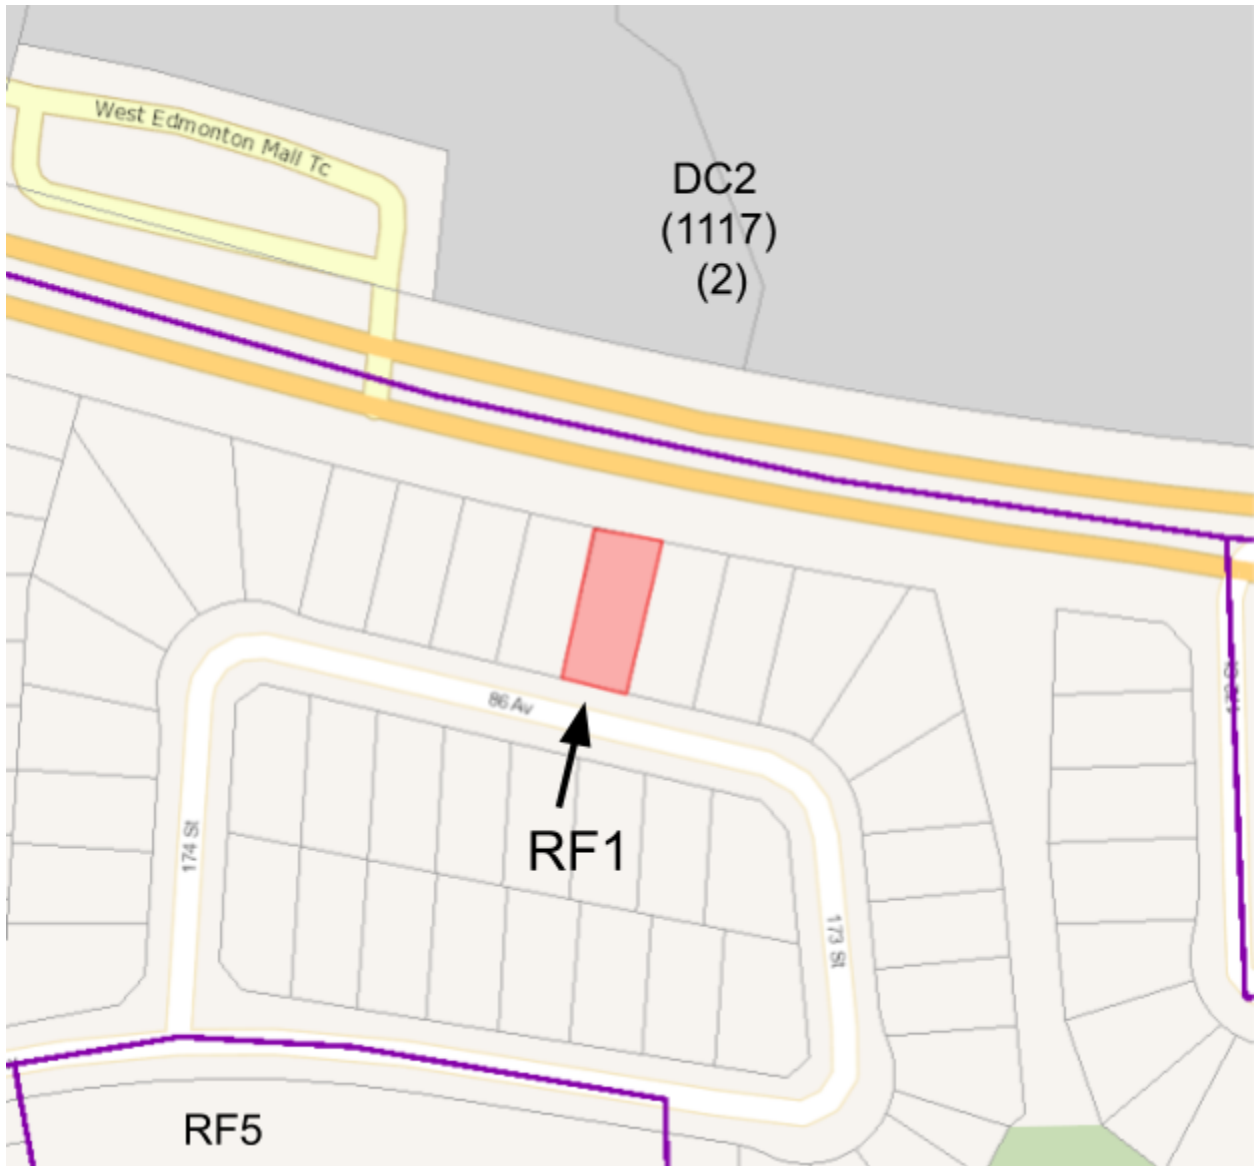 West Edmonton Mall Tc
DC2
(1117)
(2)
86 Av
RF1
174 St
173 St
RF5